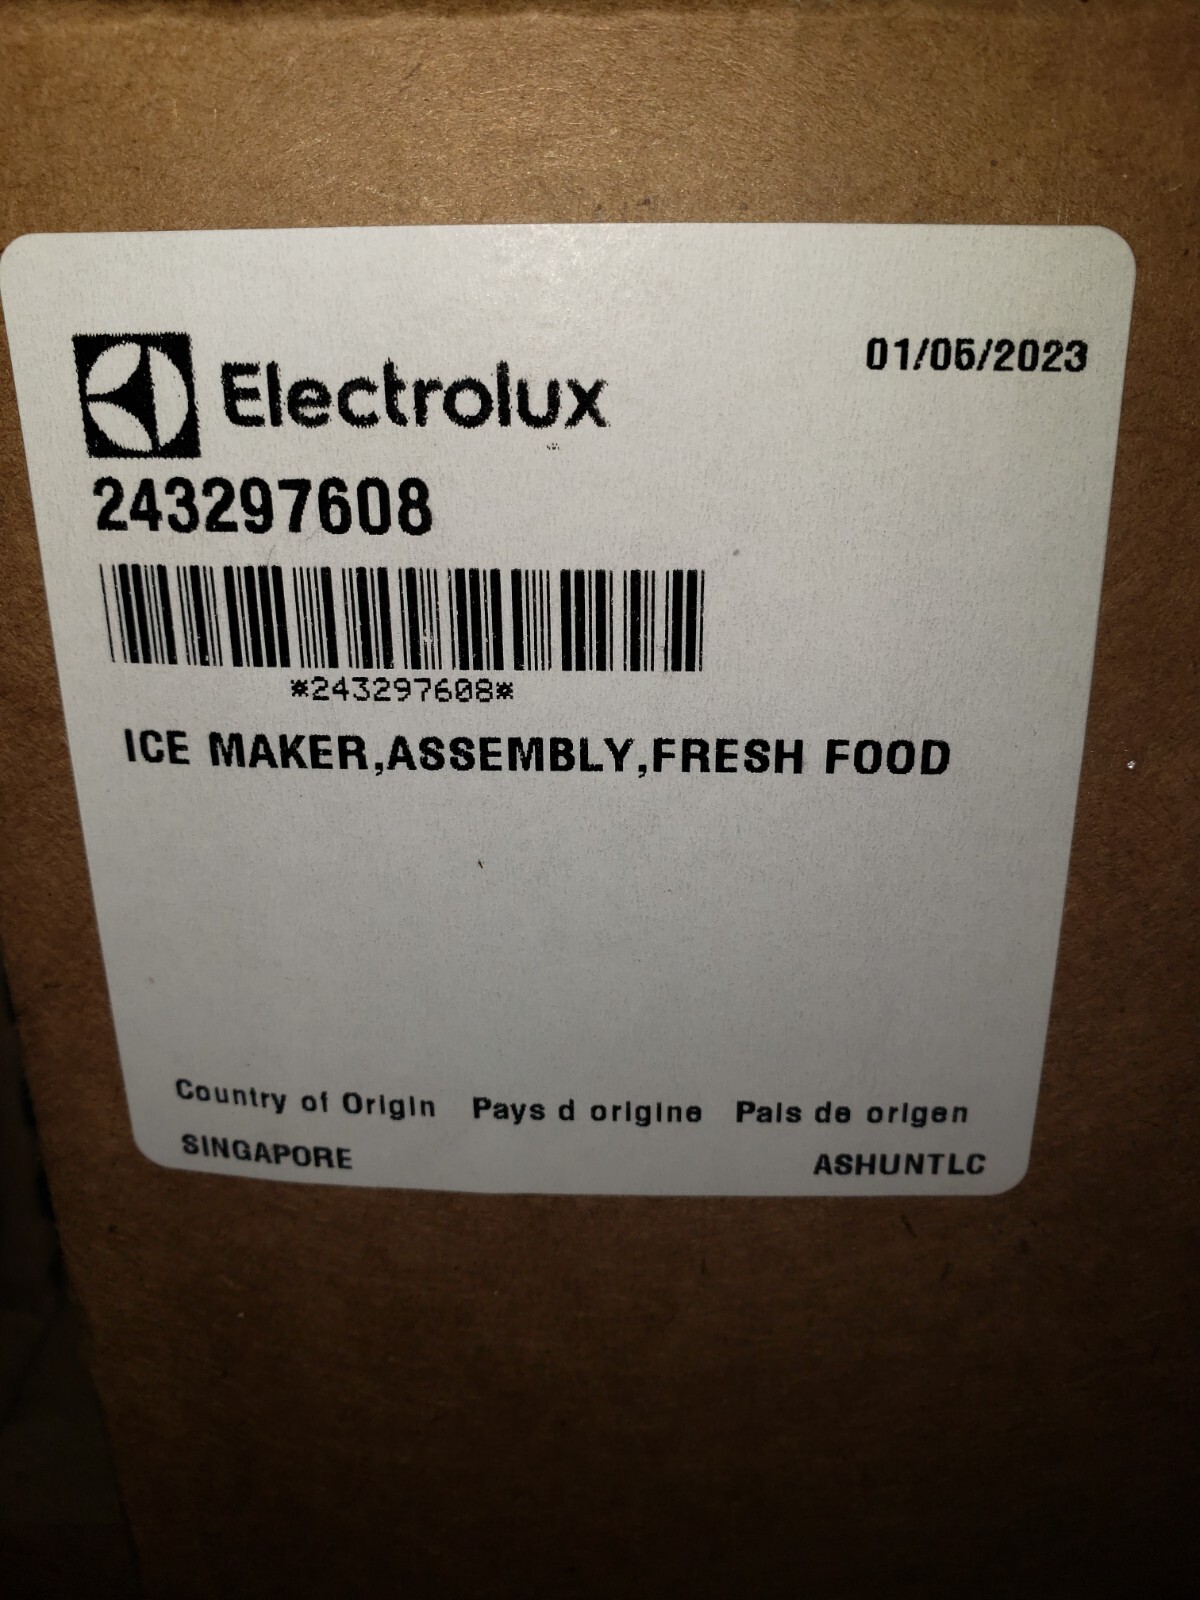 Electrolux
01/05/2023
243297608
*243297608*
ICE MAKER,ASSEMBLY,FRESH FOOD
Country of Origin Pays d origine Pais de origen
SINGAPORE
ASHUNTLC